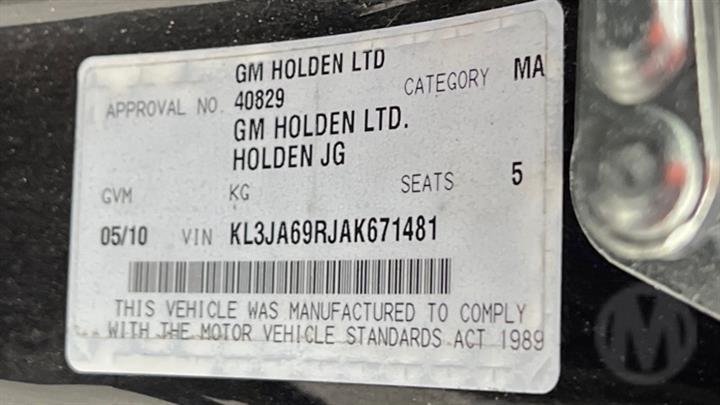 GM HOLDEN LTD
APPROVAL NO. 40829 CATEGORY MA
GM HOLDEN LTD.
HOLDEN JG
GVM KG SEATS 5
05/10 VIN KL3JA69RJAK671481
THIS VEHICLE WAS MANUFACTURED TO COMPLY
WITH THE MOTOR VEHICLE STANDARDS ACT 1989
M